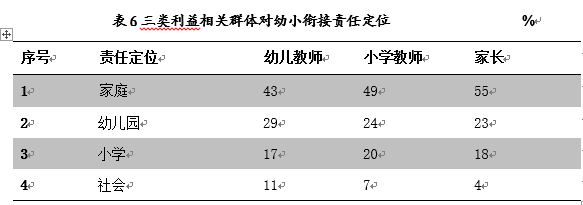 表6 三类利益相关群体对幼小衔接责任定位 %
序号 责任定位 幼儿教师 小学教师 家长
1 家庭 43 49 55
2 幼儿园 29 24 23
3 小学 17 20 18
4 社会 11 7 4